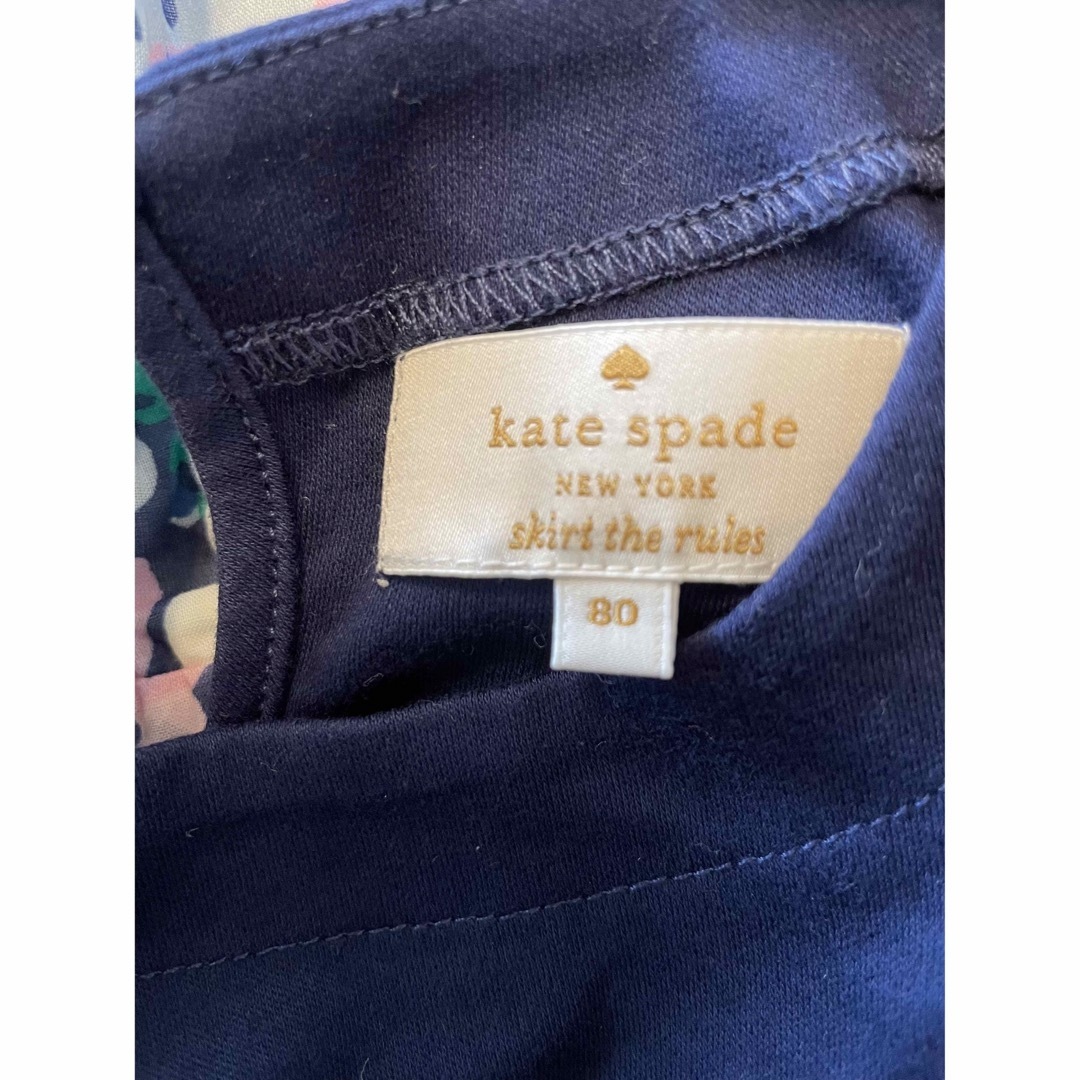 kate spade
NEW YORK
skirt the rules
80